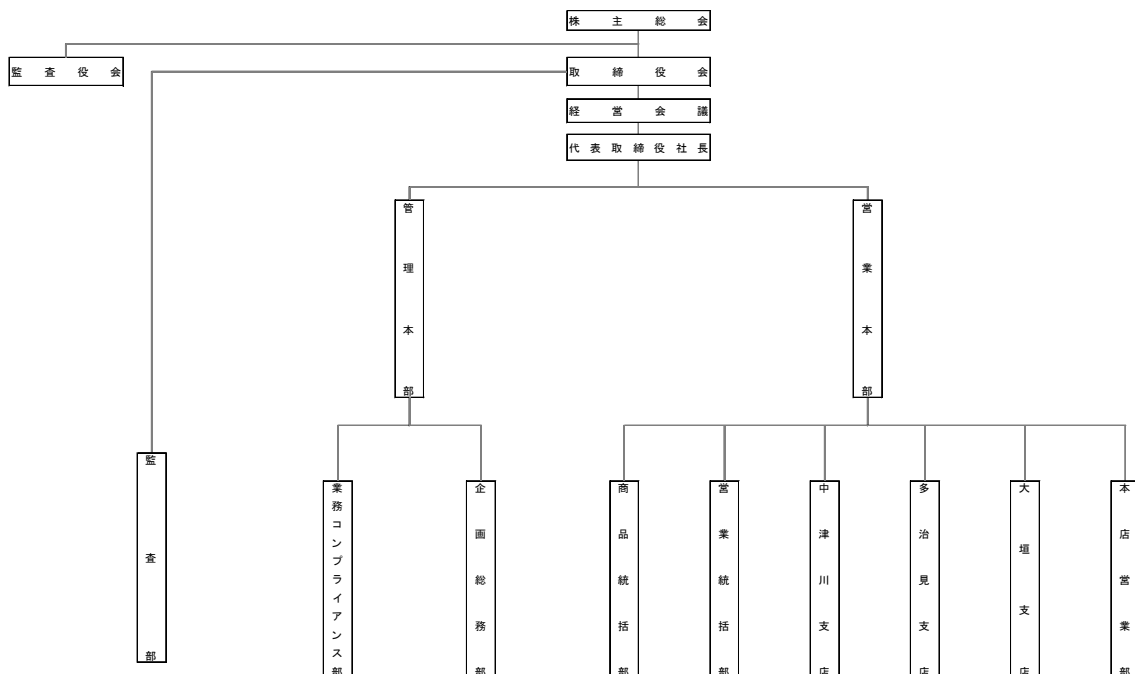 株主総会
監査役会
取締役会
経営会議
代表取締役社長
管理本部
営業本部
監査部
業務コンプライアンス部
企画総務部
商品統括部
営業統括部
中津川支店
多治見支店
大垣支店
本店営業部